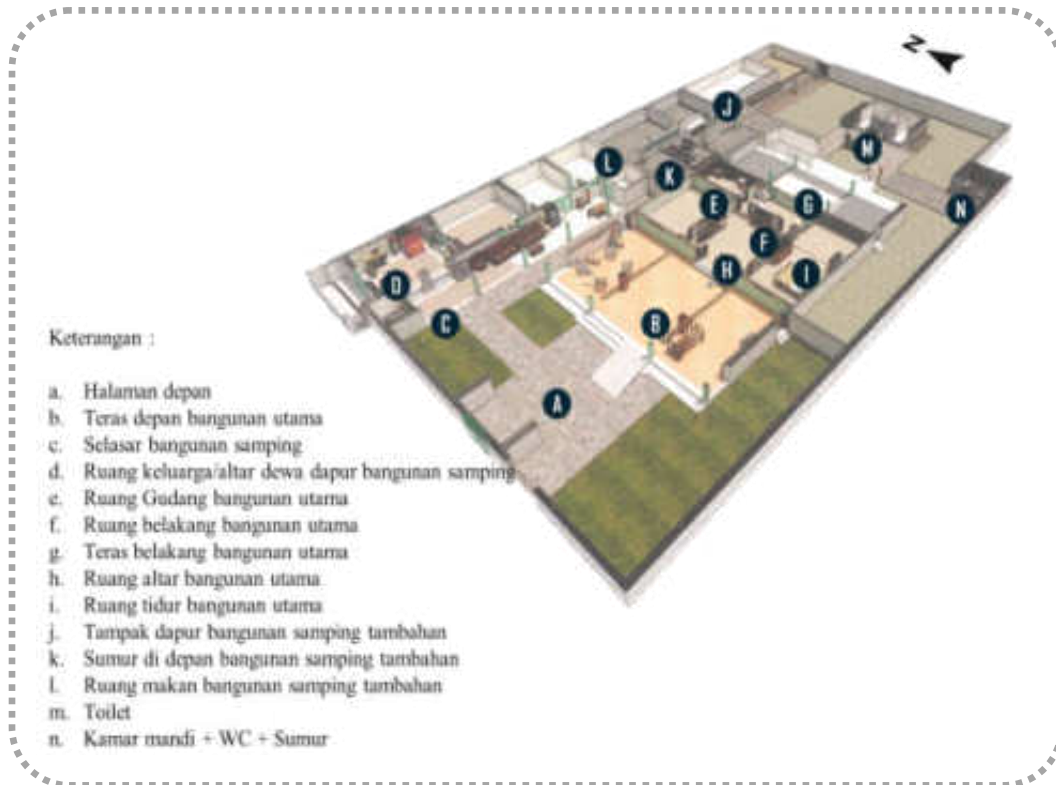 N
J
L
K
M
E
G
N
F
D
H
I
C
B
A
Keterangan :
a. Halaman depan
b. Teras depan bangunan utama
c. Selasar bangunan samping
d. Ruang keluarga/altar dewa dapur bangunan samping
e. Ruang Gudang bangunan utama
f. Ruang belakang bangunan utama
g. Teras belakang bangunan utama
h. Ruang altar bangunan utama
i. Ruang tidur bangunan utama
j. Tampak dapur bangunan samping tambahan
k. Sumur di depan bangunan samping tambahan
l. Ruang makan bangunan samping tambahan
m. Toilet
n. Kamar mandi + WC + Sumur